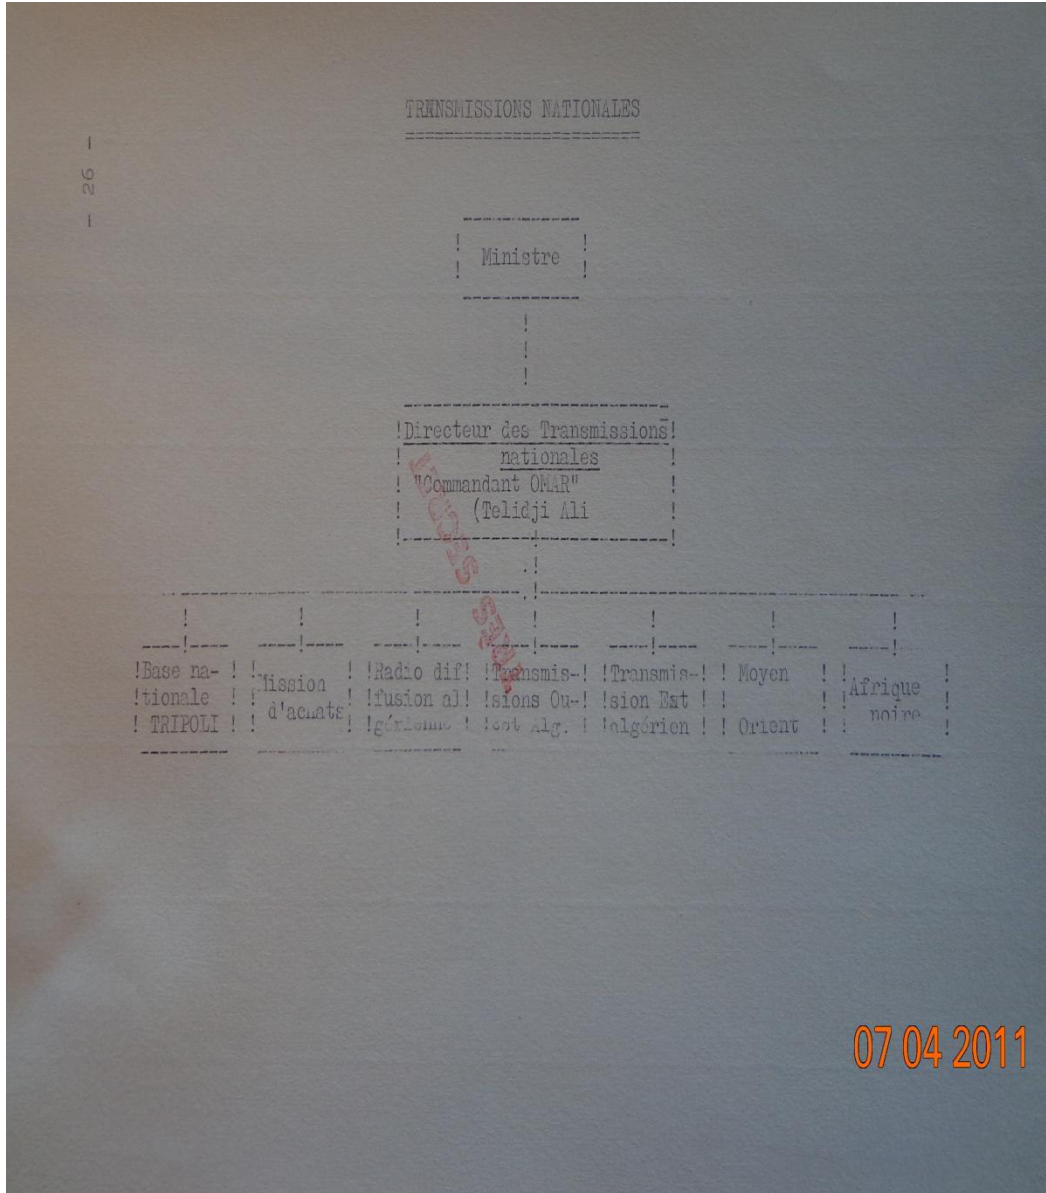 TRANSMISSIONS NATIONALES
- 26 -
Ministre
Directeur des Transmissions
nationales
"Commandant OMAR"
(Telidji Ali
TRES SECRET
Base na-
tionale
TRIPOLI
Mission
d'achats
Radio dif
fusion al
gérienne
Transmis-
sions Ou-
est Alg.
Transmis-
sion Est
algérien
Moyen
Orient
Afrique
noire
07 04 2011